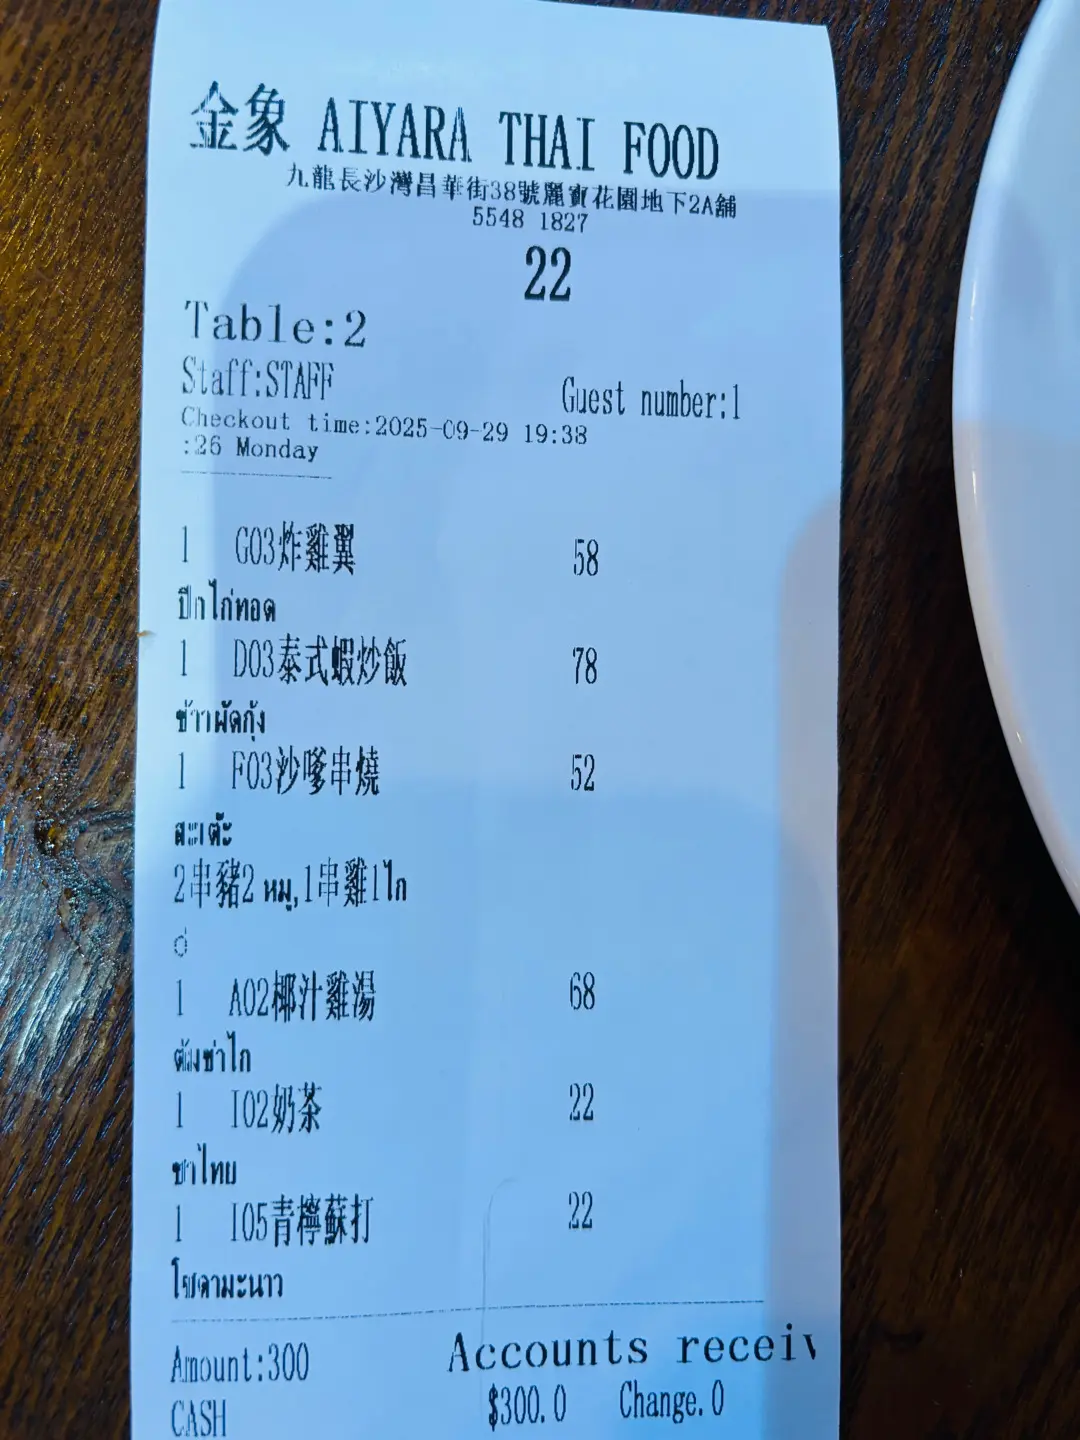 金象 AIYARA THAI FOOD
九龍長沙灣昌華街38號麗寶花園地下2A舖
5548 1827
22
Table:2
Staff:STAFF Guest number:1
Checkout time:2025-09-29 19:38
:26 Monday
1 G03炸雞翼 58
ปีกไก่ทอด
1 D03泰式蝦炒飯 78
ข้าวผัดกุ้ง
1 F03沙嗲串燒 52
สะเต๊ะ
2串豬2 หมู,1串雞1ไก
่
1 A02椰汁雞湯 68
ต้มข่าไก่
1 I02奶茶 22
ชาไทย
1 I05青檸蘇打 22
โซดามะนาว
Amount:300 Accounts receiv
CASH $300.0 Change.0